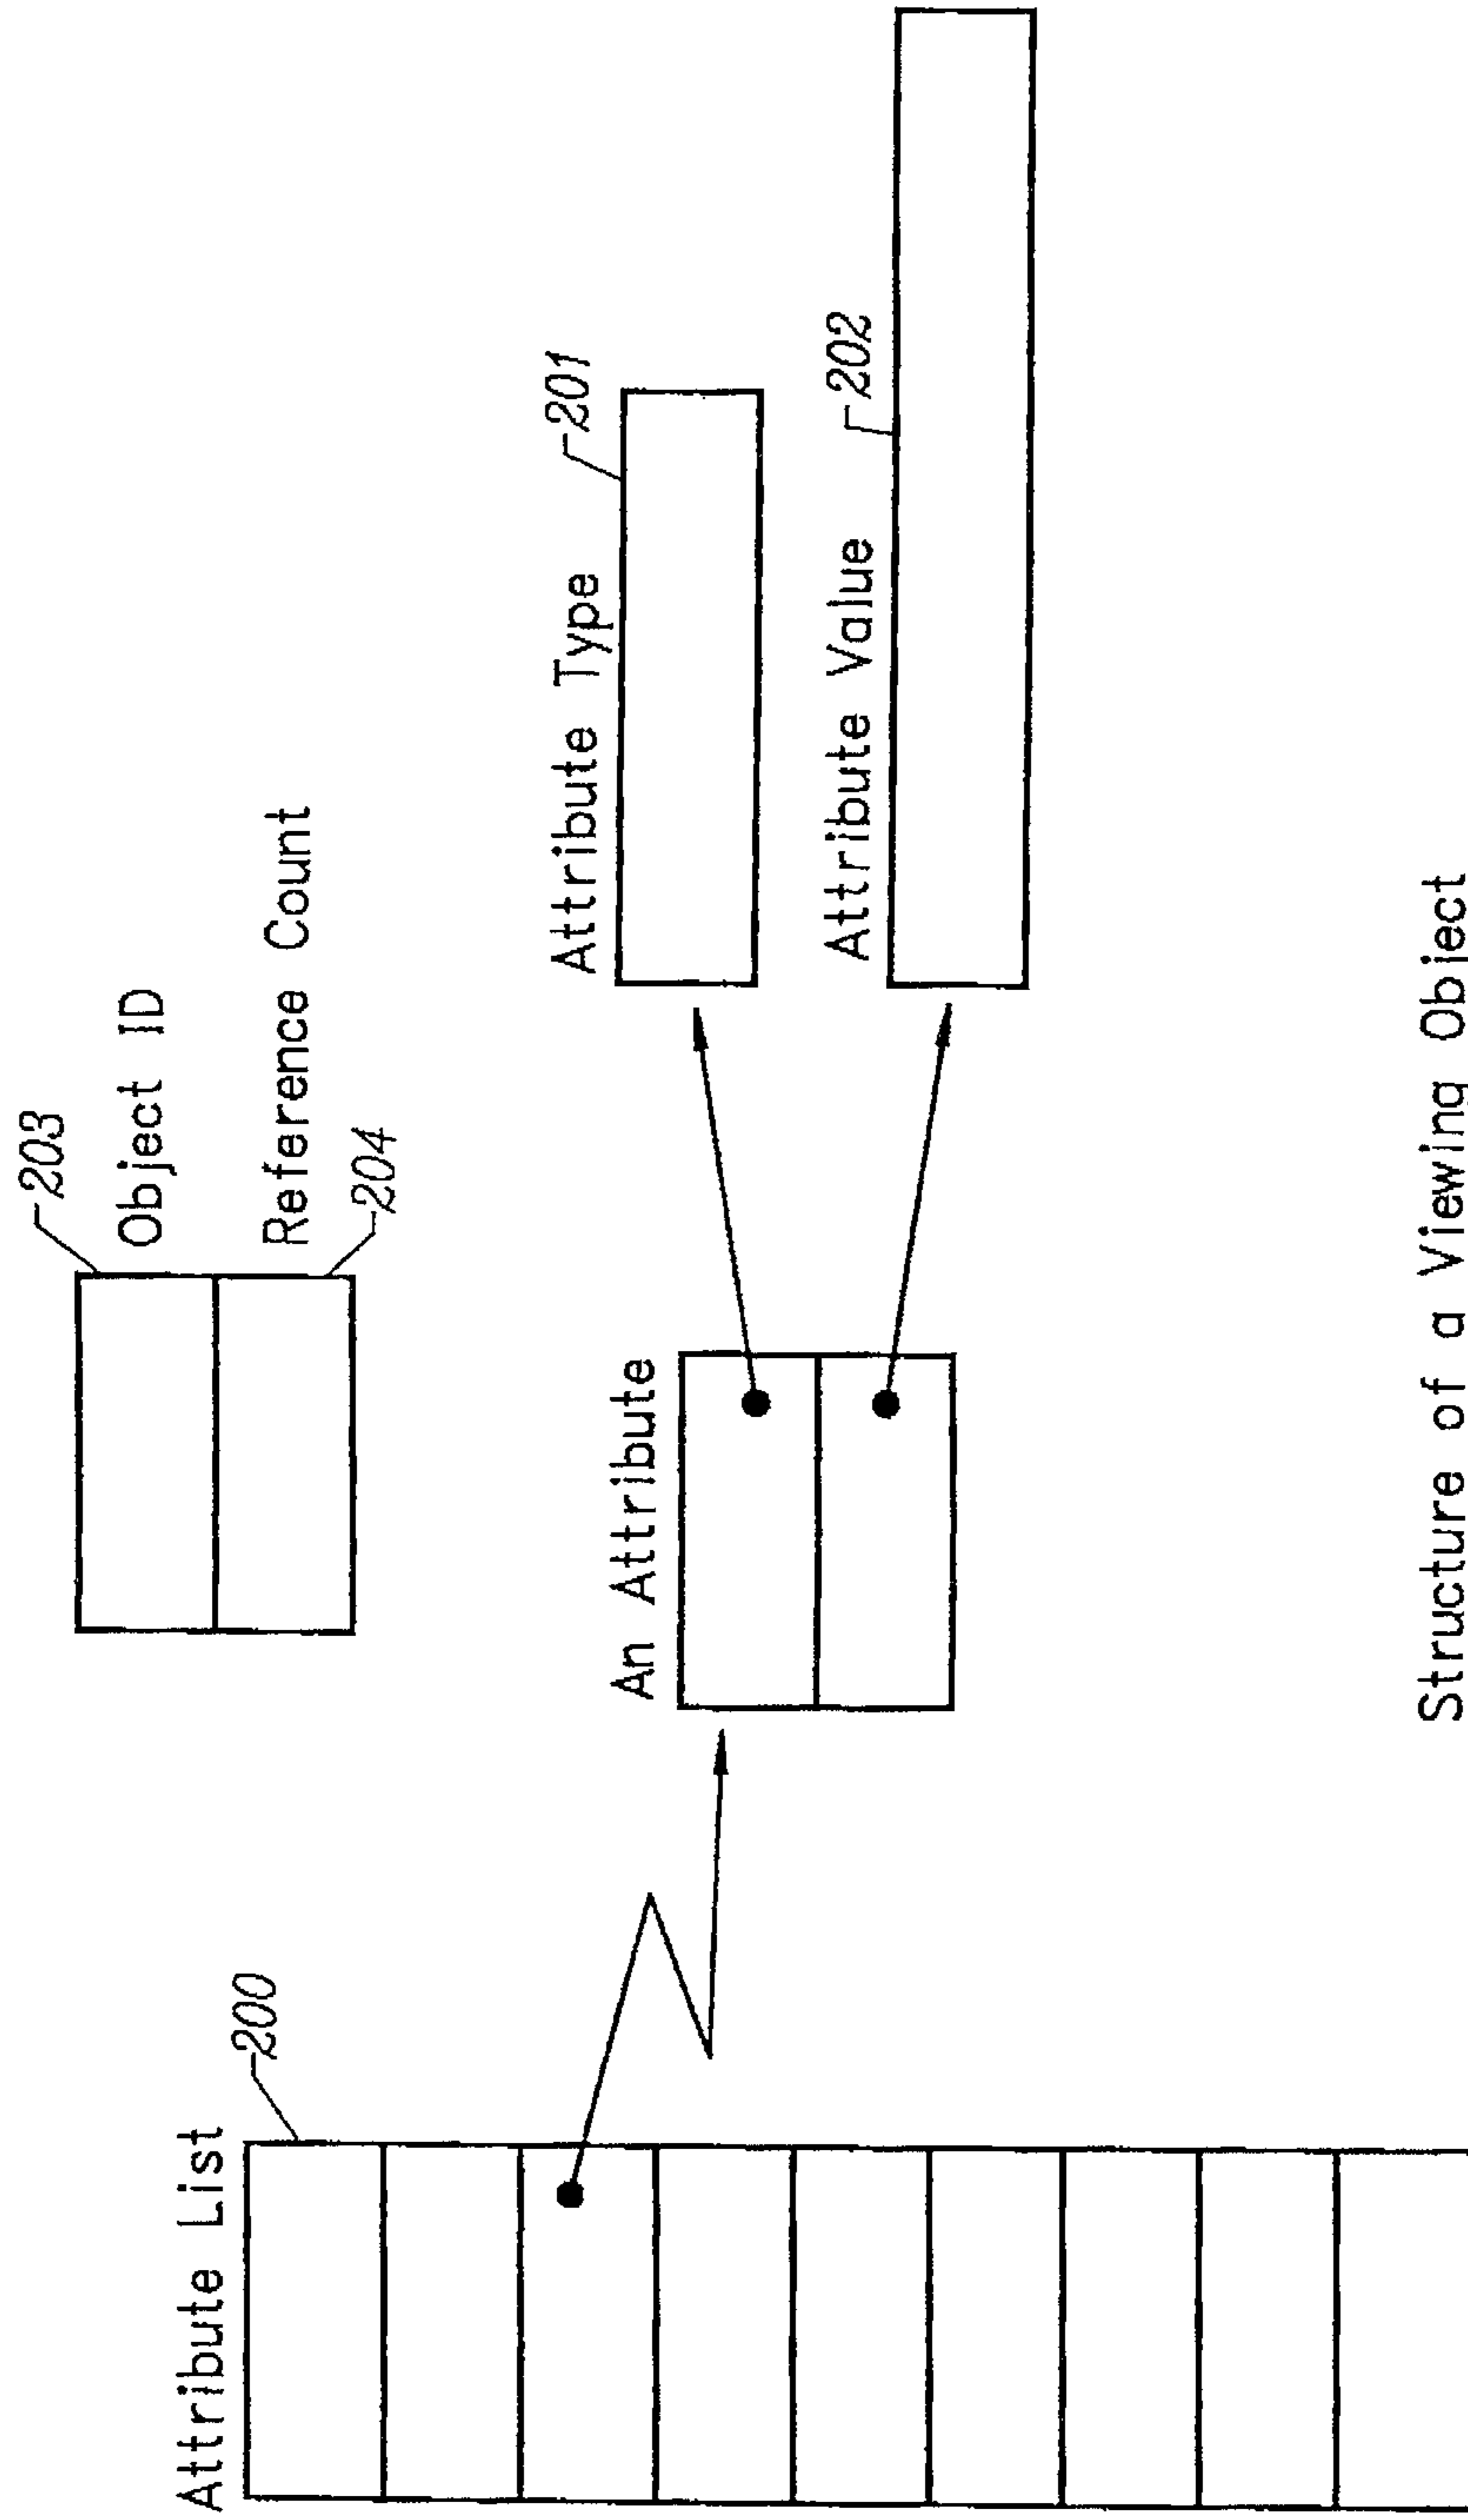 203
Object ID
Reference Count
204
Attribute List
200
An Attribute
Attribute Type
201
Attribute Value
202
Structure of a Viewing Object